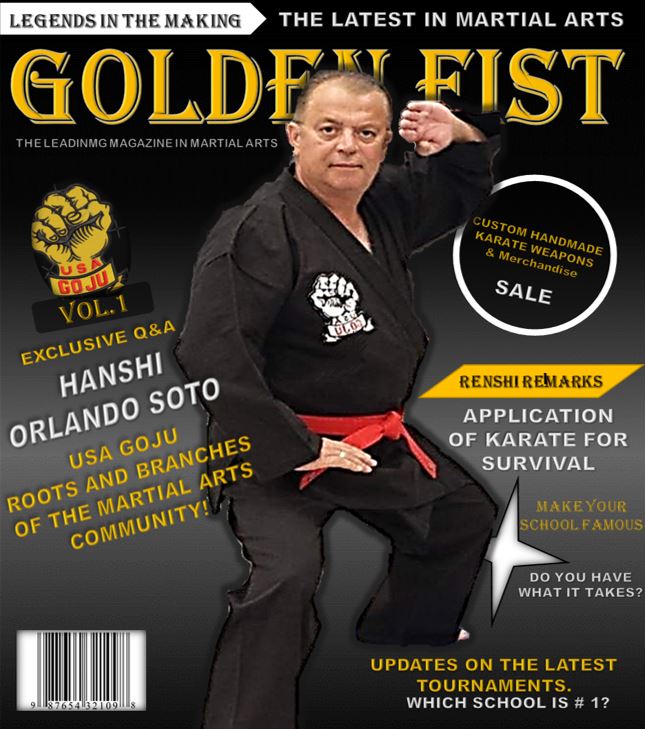 LEGENDS IN THE MAKING
THE LATEST IN MARTIAL ARTS
GOLDEN FIST
THE LEADINMG MAGAZINE IN MARTIAL ARTS
USA
GOJU
VOL.1
EXCLUSIVE Q&A
HANSHI
ORLANDO SOTO
USA GOJU
ROOTS AND BRANCHES
OF THE MARTIAL ARTS
COMMUNITY!
CUSTOM HANDMADE
KARATE WEAPONS
& Merchandise
SALE
RENSHI REMARKS
APPLICATION
OF KARATE FOR
SURVIVAL
MAKE YOUR
SCHOOL FAMOUS
DO YOU HAVE
WHAT IT TAKES?
UPDATES ON THE LATEST
TOURNAMENTS.
WHICH SCHOOL IS # 1?
9 87654 32109 8